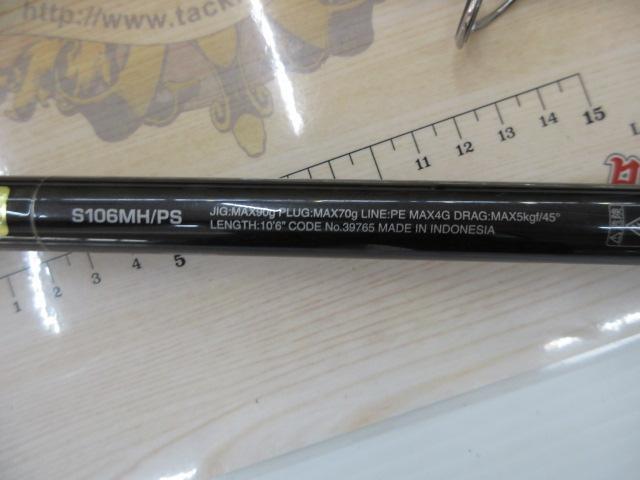 http://www.tack
S106MH/PS
JIG:MAX90g PLUG:MAX70g LINE:PE MAX4G DRAG:MAX5kgf/45°
LENGTH:10'6" CODE No.39765 MADE IN INDONESIA
11 12 13 14 15
1 2 3 4 5